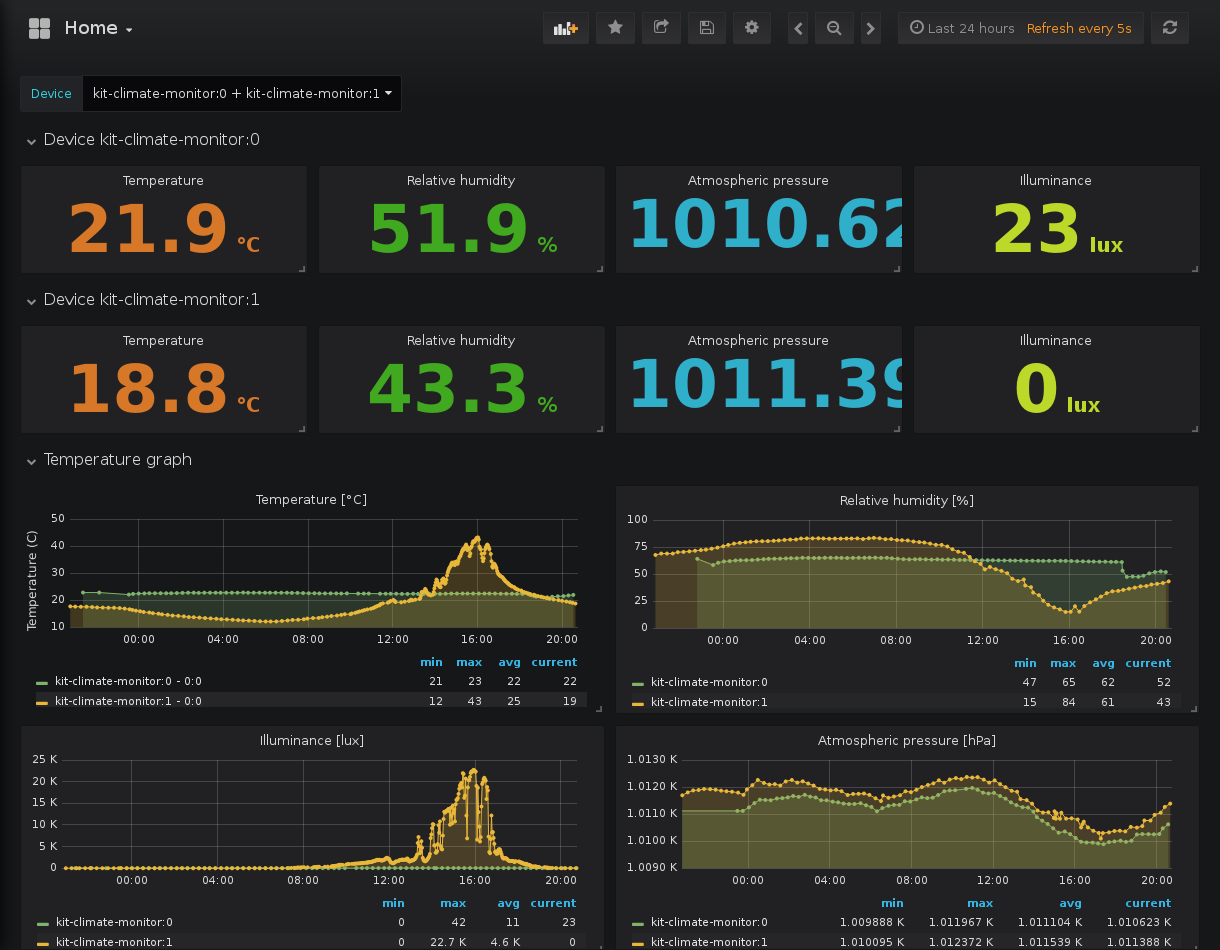 Home
Last 24 hours Refresh every 5s
Device kit-climate-monitor:0 + kit-climate-monitor:1
Device kit-climate-monitor:0
Temperature Relative humidity Atmospheric pressure Illuminance
21.9 °C 51.9 % 1010.62 23 lux
Device kit-climate-monitor:1
Temperature Relative humidity Atmospheric pressure Illuminance
18.8 °C 43.3 % 1011.39 0 lux
Temperature graph
Temperature [°C]
Temperature (C)
50
40
30
20
10
00:00 04:00 08:00 12:00 16:00 20:00
min max avg current
kit-climate-monitor:0 - 0:0 21 23 22 22
kit-climate-monitor:1 - 0:0 12 43 25 19
Relative humidity [%]
100
75
50
25
0
00:00 04:00 08:00 12:00 16:00 20:00
min max avg current
kit-climate-monitor:0 47 65 62 52
kit-climate-monitor:1 15 84 61 43
Illuminance [lux]
25 K
20 K
15 K
10 K
5 K
0
00:00 04:00 08:00 12:00 16:00 20:00
min max avg current
kit-climate-monitor:0 0 42 11 23
kit-climate-monitor:1 0 22.7 K 4.6 K 0
Atmospheric pressure [hPa]
1.0130 K
1.0120 K
1.0110 K
1.0100 K
1.0090 K
00:00 04:00 08:00 12:00 16:00 20:00
min max avg current
kit-climate-monitor:0 1.009888 K 1.011967 K 1.011104 K 1.010623 K
kit-climate-monitor:1 1.010095 K 1.012372 K 1.011539 K 1.011388 K